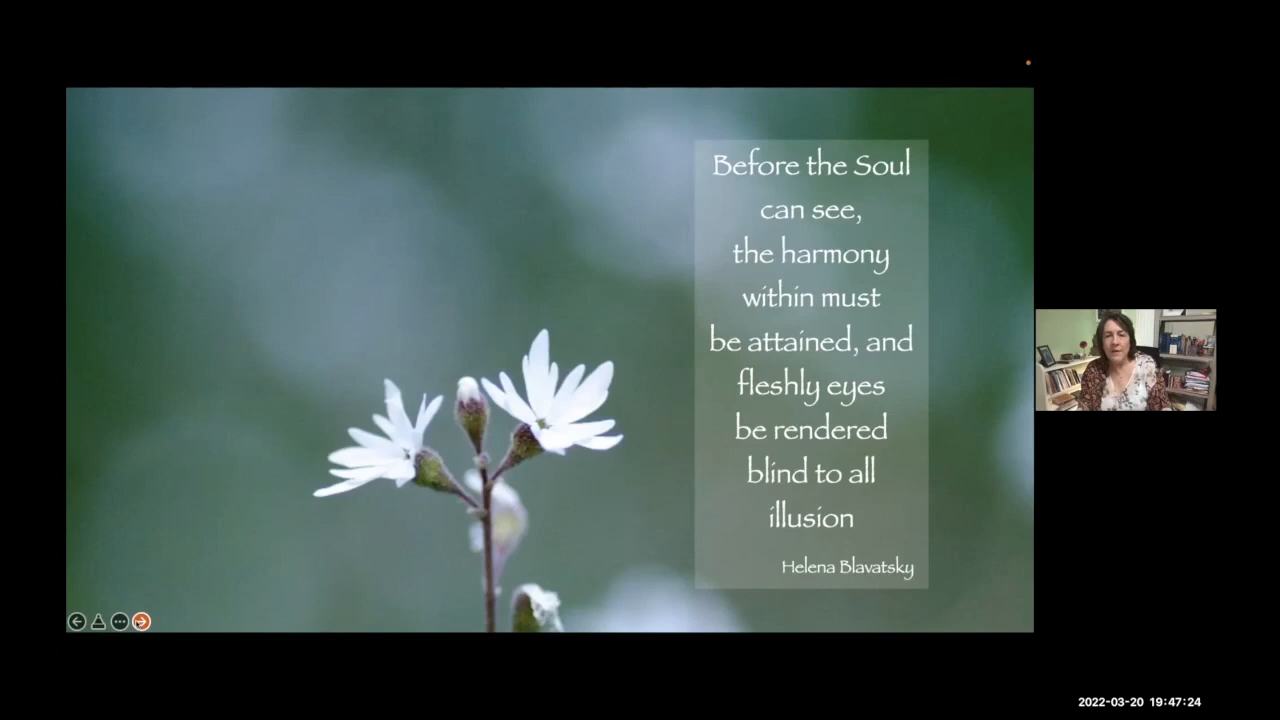 Before the Soul
can see,
the harmony
within must
be attained, and
fleshly eyes
be rendered
blind to all
illusion
Helena Blavatsky
2022-03-20 19:47:24